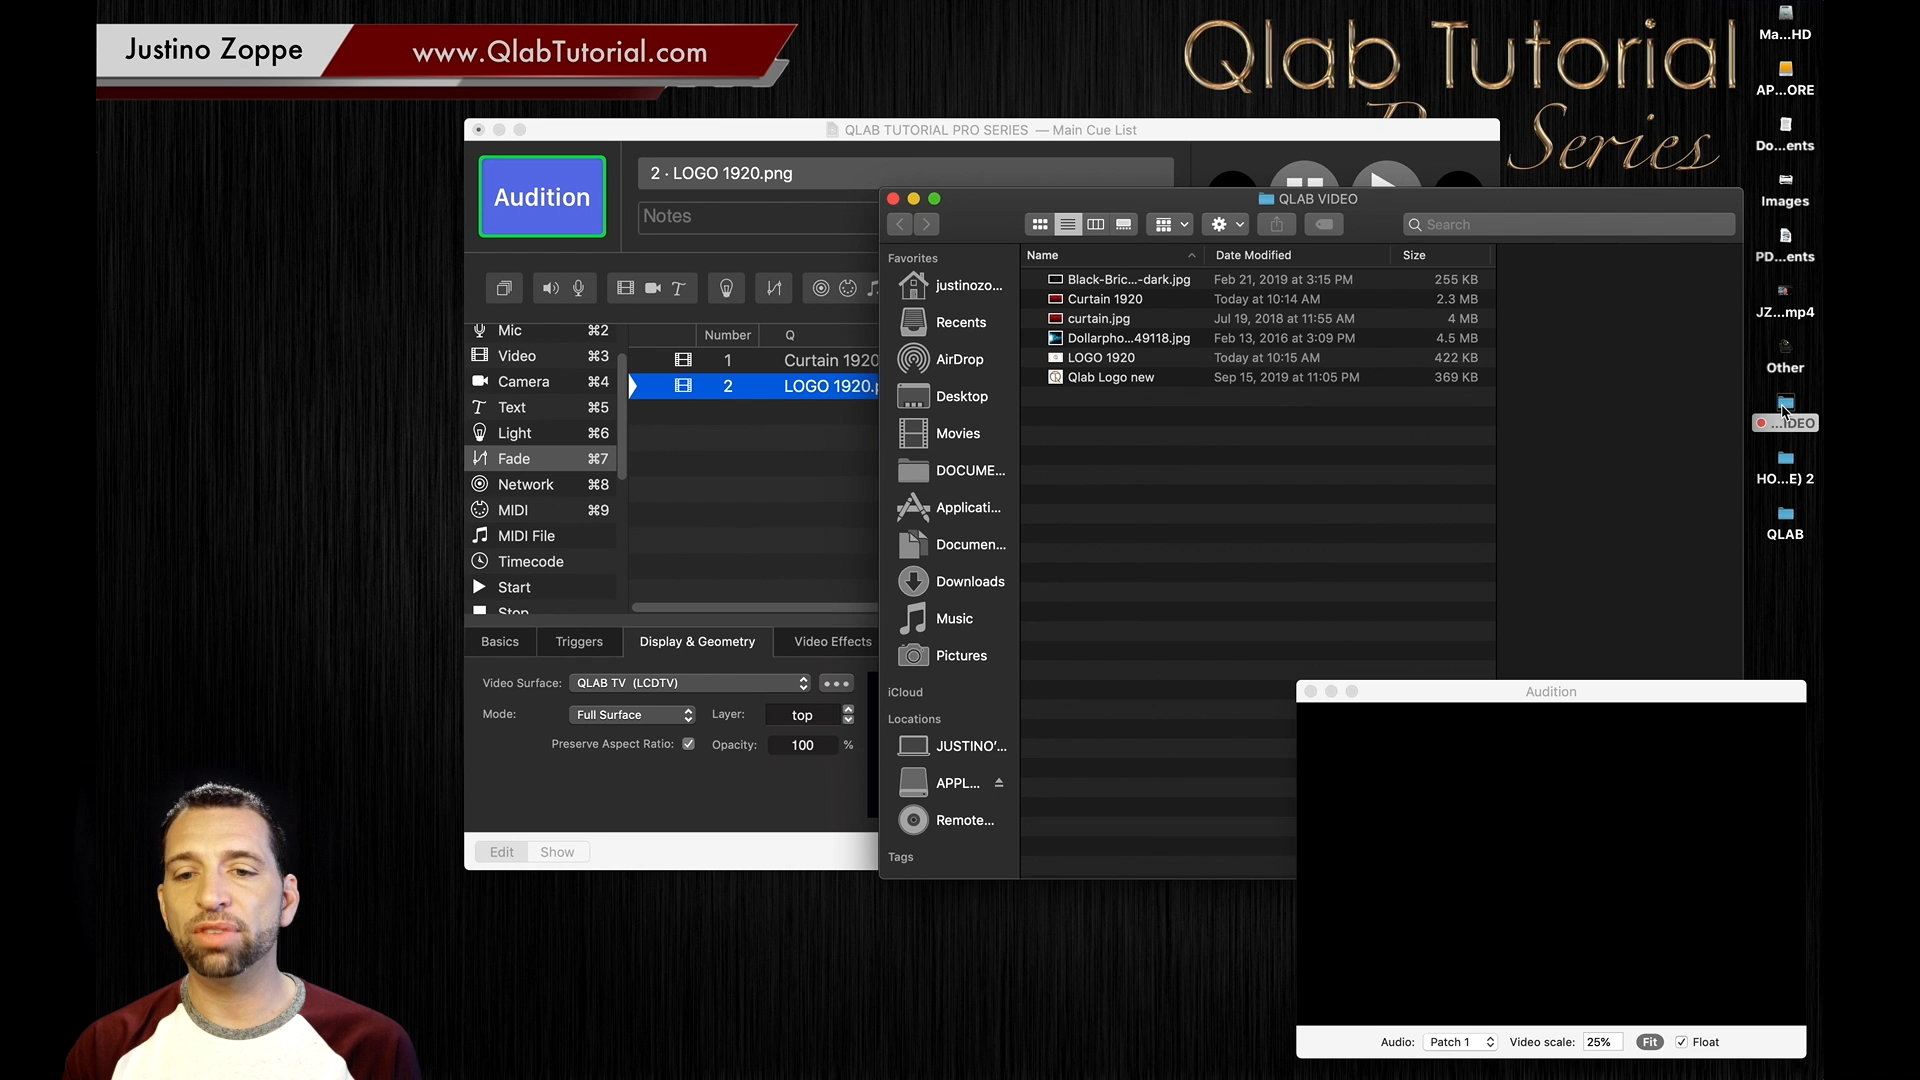 Justino Zoppe
www.QlabTutorial.com
Qlab Tutorial
Series
Ma...HD
AP...ORE
Do...ents
Images
PD...ents
JZ...mp4
Other
...IDEO
HO...E) 2
QLAB
QLAB TUTORIAL PRO SERIES — Main Cue List
Audition
2 · LOGO 1920.png
Notes
Number Q
1 Curtain 1920
2 LOGO 1920.p
Mic ⌘2
Video ⌘3
Camera ⌘4
Text ⌘5
Light ⌘6
Fade ⌘7
Network ⌘8
MIDI ⌘9
MIDI File
Timecode
Start
Stop
Basics Triggers Display & Geometry Video Effects
Video Surface: QLAB TV (LCDTV)
Mode: Full Surface Layer: top
Preserve Aspect Ratio: Opacity: 100 %
Edit Show
QLAB VIDEO
Search
Favorites
justinozo...
Recents
AirDrop
Desktop
Movies
DOCUME...
Applicati...
Documen...
Downloads
Music
Pictures
iCloud
Locations
JUSTINO'...
APPL...
Remote...
Tags
Name Date Modified Size
Black-Bric...-dark.jpg Feb 21, 2019 at 3:15 PM 255 KB
Curtain 1920 Today at 10:14 AM 2.3 MB
curtain.jpg Jul 19, 2018 at 11:55 AM 4 MB
Dollarpho...49118.jpg Feb 13, 2016 at 3:09 PM 4.5 MB
LOGO 1920 Today at 10:15 AM 422 KB
Qlab Logo new Sep 15, 2019 at 11:05 PM 369 KB
Audition
Audio: Patch 1 Video scale: 25% Fit Float